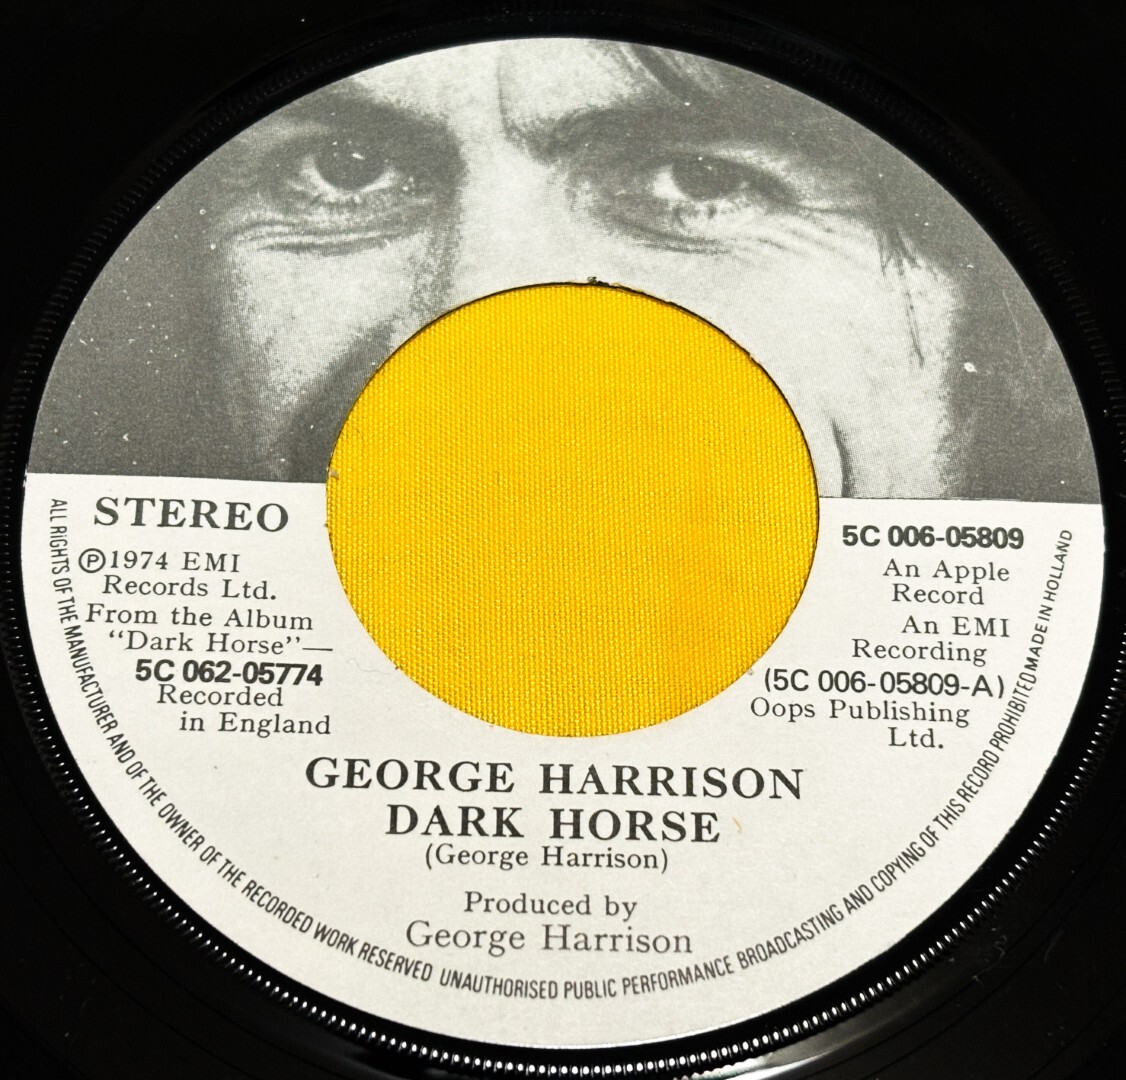 STEREO
℗1974 EMI
Records Ltd.
From the Album
“Dark Horse”—
5C 062-05774
Recorded
in England
5C 006-05809
An Apple
Record
An EMI
Recording
(5C 006-05809-A)
Oops Publishing
Ltd.
GEORGE HARRISON
DARK HORSE
(George Harrison)
Produced by
George Harrison
ALL RIGHTS OF THE MANUFACTURER AND OF THE OWNER OF THE RECORDED WORK RESERVED UNAUTHORISED PUBLIC PERFORMANCE BROADCASTING AND COPYING OF THIS RECORD PROHIBITED MADE IN HOLLAND